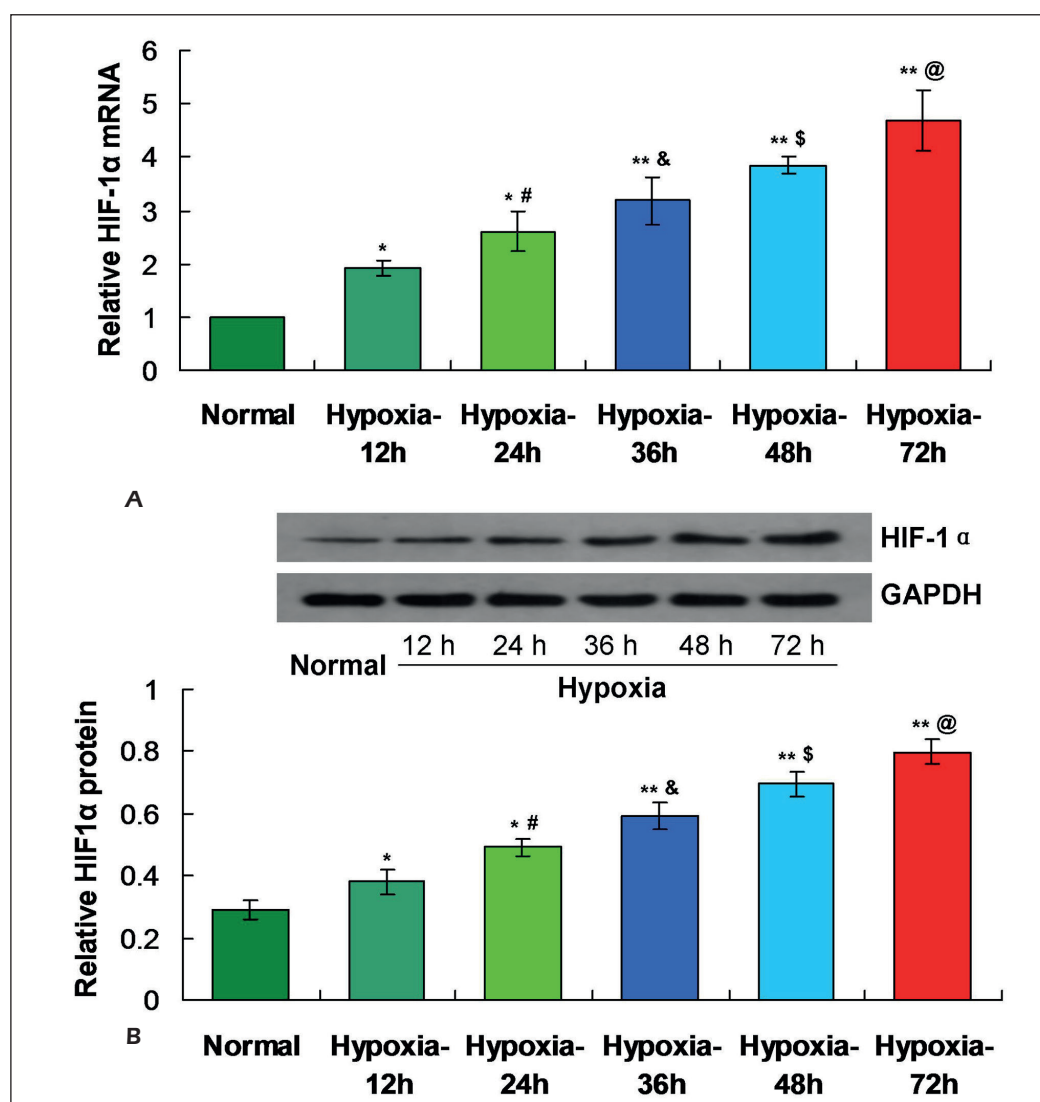 Relative HIF-1α mRNA
6
5
4
3
2
1
0
*
* #
** &
** $
** @
Normal
Hypoxia-12h
Hypoxia-24h
Hypoxia-36h
Hypoxia-48h
Hypoxia-72h
A
HIF-1 α
GAPDH
Normal
12 h 24 h 36 h 48 h 72 h
Hypoxia
Relative HIF1α protein
1
0.8
0.6
0.4
0.2
0
*
* #
** &
** $
** @
B
Normal
Hypoxia-12h
Hypoxia-24h
Hypoxia-36h
Hypoxia-48h
Hypoxia-72h